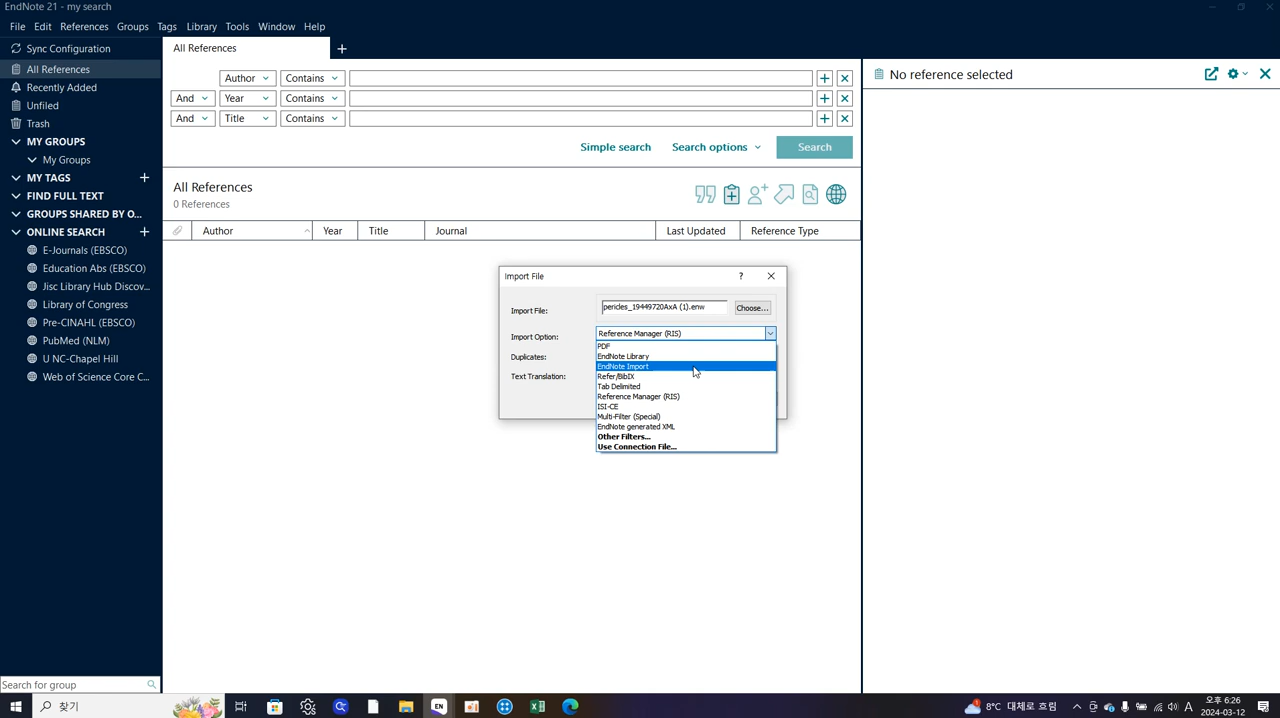 EndNote 21 - my search
File Edit References Groups Tags Library Tools Window Help
Sync Configuration
All References
Recently Added
Unfiled
Trash
MY GROUPS
My Groups
MY TAGS +
FIND FULL TEXT
GROUPS SHARED BY O...
ONLINE SEARCH +
E-Journals (EBSCO)
Education Abs (EBSCO)
Jisc Library Hub Discov...
Library of Congress
Pre-CINAHL (EBSCO)
PubMed (NLM)
U NC-Chapel Hill
Web of Science Core C...
Search for group
All References +
Author Contains
And Year Contains
And Title Contains
Simple search Search options Search
All References
0 References
Author Year Title Journal Last Updated Reference Type
Import File ?
Import File: pericles_19449720AxA (1).enw Choose...
Import Option: Reference Manager (RIS)
Duplicates:
Text Translation:
PDF
EndNote Library
EndNote Import
Refer/BibIX
Tab Delimited
Reference Manager (RIS)
ISI-CE
Multi-Filter (Special)
EndNote generated XML
Other Filters...
Use Connection File...
No reference selected
찾기
EN
8°C 대체로 흐림
A
오후 6:26
2024-03-12